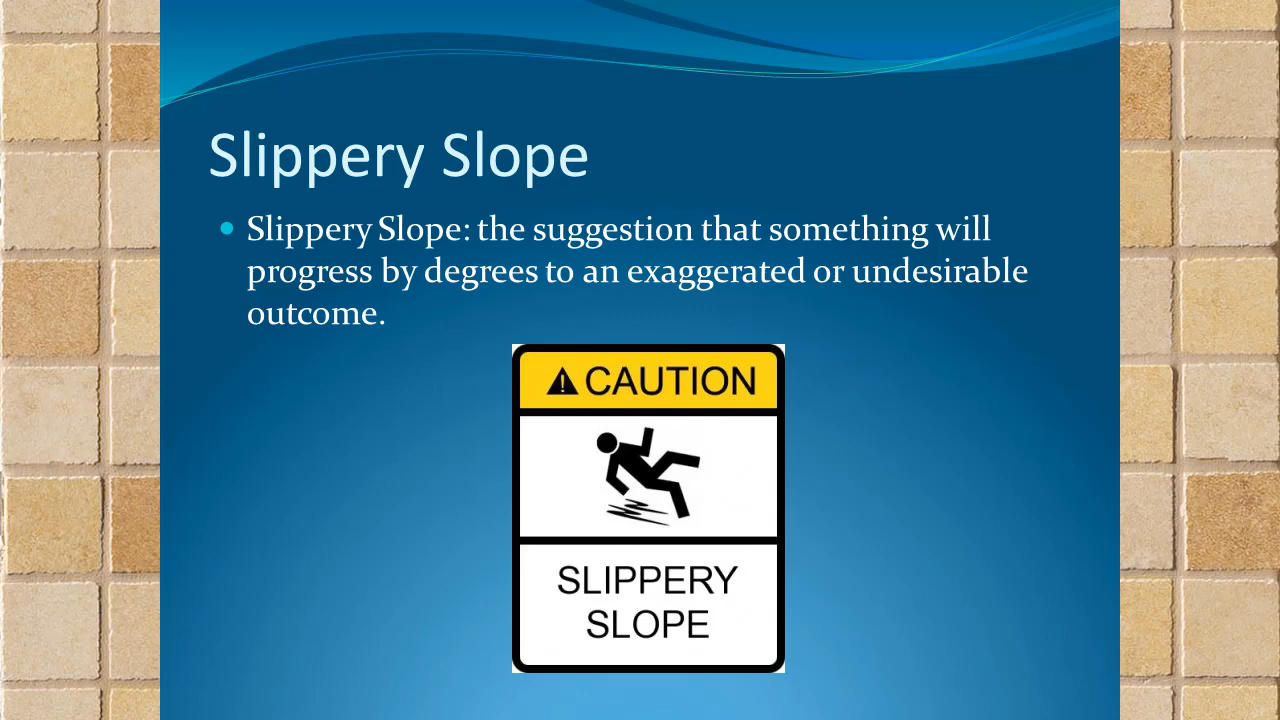 Slippery Slope
Slippery Slope: the suggestion that something will
progress by degrees to an exaggerated or undesirable
outcome.
CAUTION
SLIPPERY
SLOPE